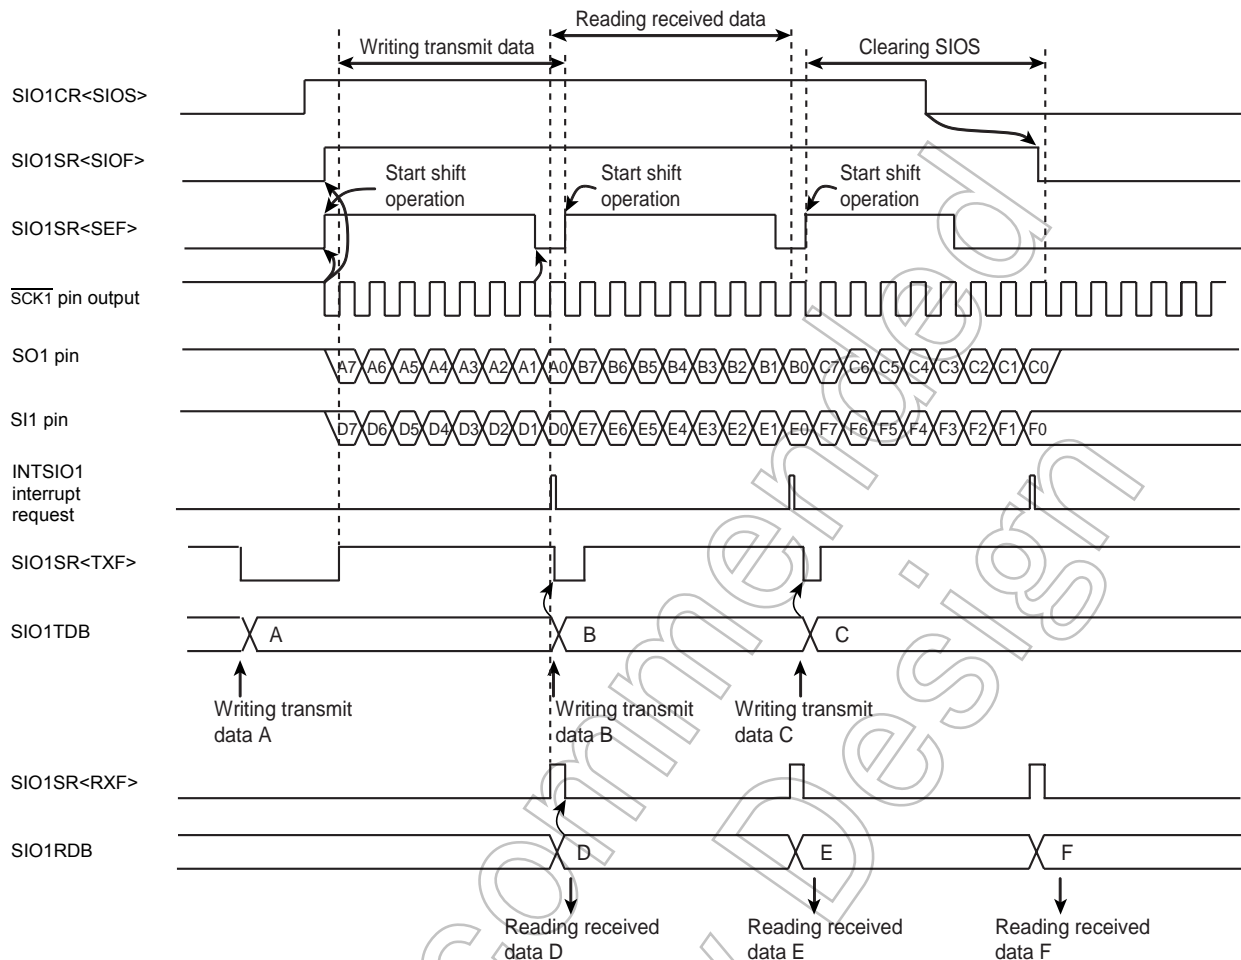 Reading received data
Writing transmit data
Clearing SIOS
SIO1CR<SIOS>
SIO1SR<SIOF>
Start shift
operation
Start shift
operation
Start shift
operation
SIO1SR<SEF>
SCK1 pin output
SO1 pin
A7 A6 A5 A4 A3 A2 A1 A0 B7 B6 B5 B4 B3 B2 B1 B0 C7 C6 C5 C4 C3 C2 C1 C0
SI1 pin
D7 D6 D5 D4 D3 D2 D1 D0 E7 E6 E5 E4 E3 E2 E1 E0 F7 F6 F5 F4 F3 F2 F1 F0
INTSIO1
interrupt
request
SIO1SR<TXF>
SIO1TDB
A B C
Writing transmit
data A
Writing transmit
data B
Writing transmit
data C
SIO1SR<RXF>
SIO1RDB
D E F
Reading received
data D
Reading received
data E
Reading received
data F
ommended
Design